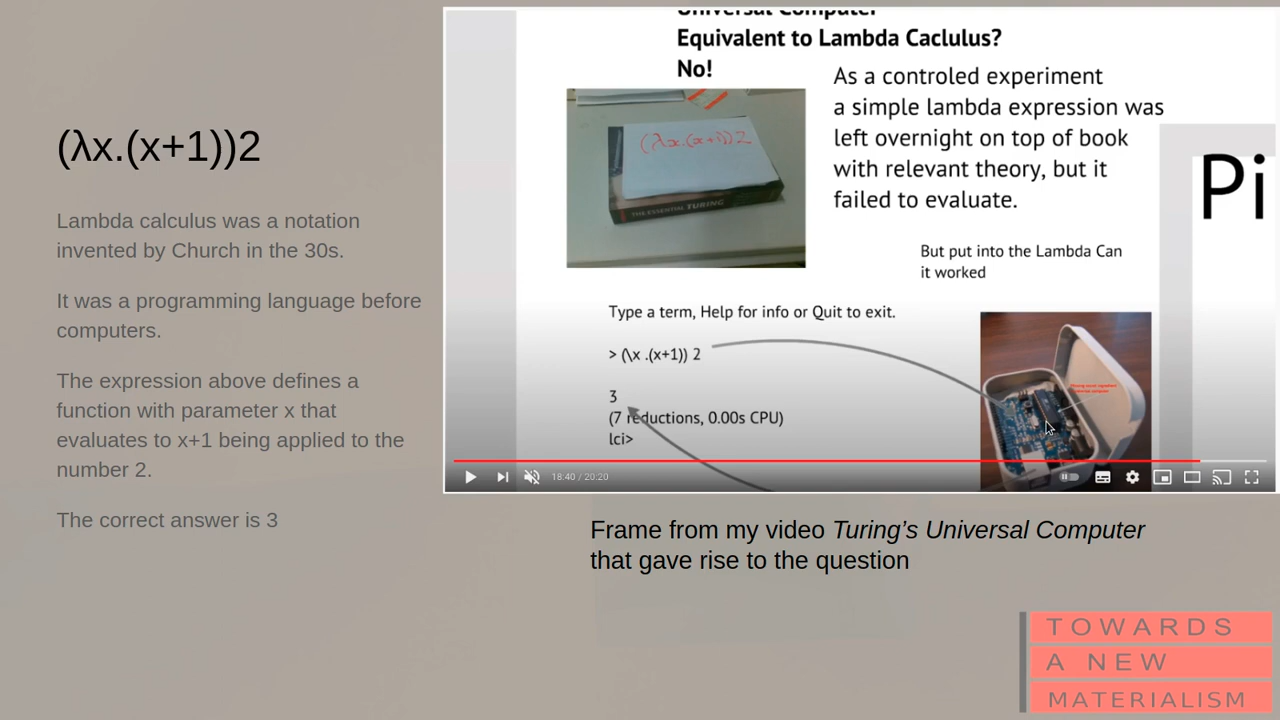 (λx.(x+1))2
Lambda calculus was a notation
invented by Church in the 30s.
It was a programming language before
computers.
The expression above defines a
function with parameter x that
evaluates to x+1 being applied to the
number 2.
The correct answer is 3
Universal Computer
Equivalent to Lambda Caclulus?
No!
(λx.(x+1))2
THE ESSENTIAL TURING
As a controled experiment
a simple lambda expression was
left overnight on top of book
with relevant theory, but it
failed to evaluate.
But put into the Lambda Can
it worked
Type a term, Help for info or Quit to exit.
> (\x .(x+1)) 2
3
(7 reductions, 0.00s CPU)
lci>
Pi
18:40 / 20:20
Frame from my video Turing’s Universal Computer
that gave rise to the question
TOWARDS
A NEW
MATERIALISM